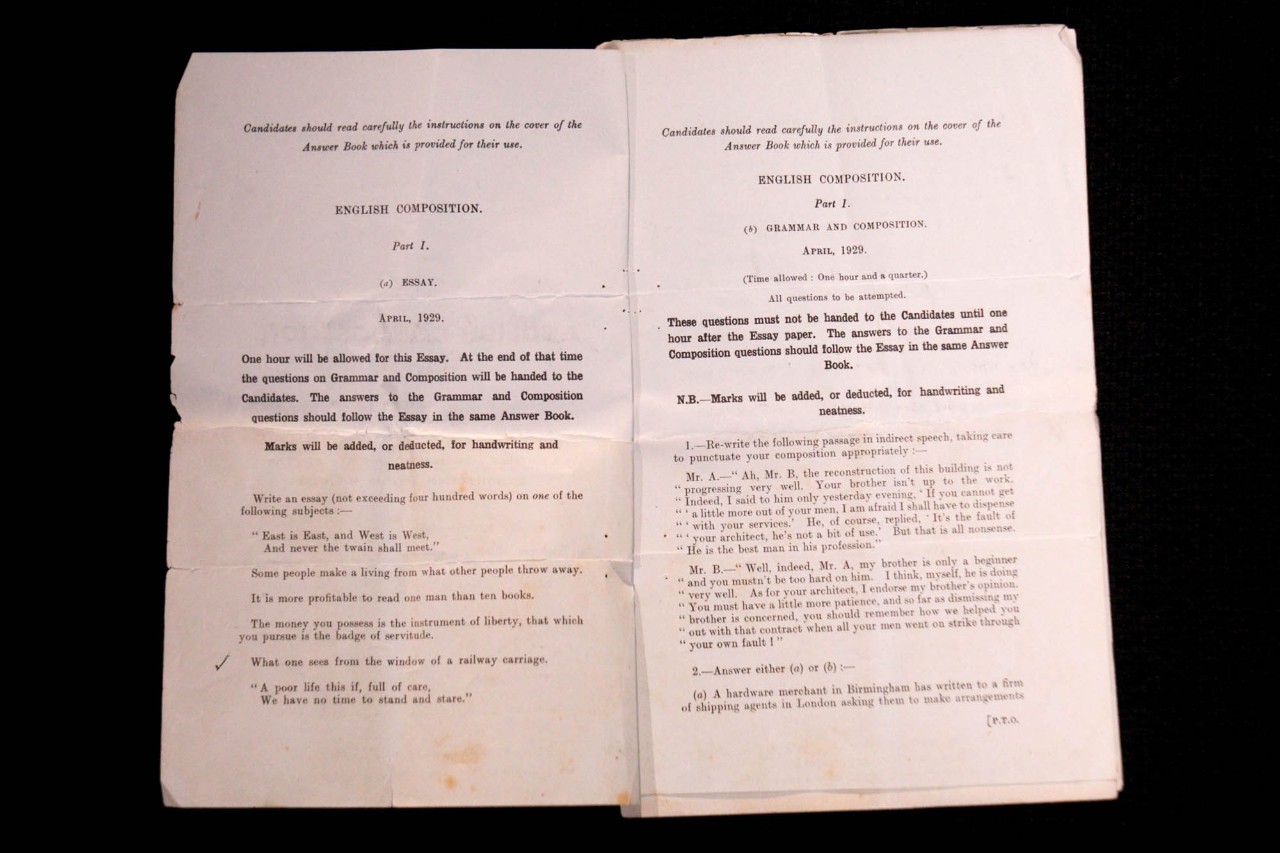 Candidates should read carefully the instructions on the cover of the
Answer Book which is provided for their use.
ENGLISH COMPOSITION.
Part I.
(a) ESSAY.
APRIL, 1929.
One hour will be allowed for this Essay. At the end of that time
the questions on Grammar and Composition will be handed to the
Candidates. The answers to the Grammar and Composition
questions should follow the Essay in the same Answer Book.
Marks will be added, or deducted, for handwriting and
neatness.
Write an essay (not exceeding four hundred words) on one of the
following subjects :—
" East is East, and West is West,
And never the twain shall meet."
Some people make a living from what other people throw away.
It is more profitable to read one man than ten books.
The money you possess is the instrument of liberty, that which
you pursue is the badge of servitude.
✓ What one sees from the window of a railway carriage.
" A poor life this if, full of care,
We have no time to stand and stare."
Candidates should read carefully the instructions on the cover of the
Answer Book which is provided for their use.
ENGLISH COMPOSITION.
Part I.
(b) GRAMMAR AND COMPOSITION.
APRIL, 1929.
(Time allowed : One hour and a quarter.)
All questions to be attempted.
These questions must not be handed to the Candidates until one
hour after the Essay paper. The answers to the Grammar and
Composition questions should follow the Essay in the same Answer
Book.
N.B.—Marks will be added, or deducted, for handwriting and
neatness.
1.—Re-write the following passage in indirect speech, taking care
to punctuate your composition appropriately :—
Mr. A.—" Ah, Mr. B, the reconstruction of this building is not
" progressing very well. Your brother isn't up to the work.
" Indeed, I said to him only yesterday evening, ' If you cannot get
" ' a little more out of your men, I am afraid I shall have to dispense
" ' with your services.' He, of course, replied, ' It's the fault of
" ' your architect, he's not a bit of use.' But that is all nonsense.
" He is the best man in his profession."
Mr. B.—" Well, indeed, Mr. A, my brother is only a beginner
" and you mustn't be too hard on him. I think, myself, he is doing
" very well. As for your architect, I endorse my brother's opinion.
" You must have a little more patience, and so far as dismissing my
" brother is concerned, you should remember how we helped you
" out with that contract when all your men went on strike through
" your own fault ! "
2.—Answer either (a) or (b) :—
(a) A hardware merchant in Birmingham has written to a firm
of shipping agents in London asking them to make arrangements
[P.T.O.